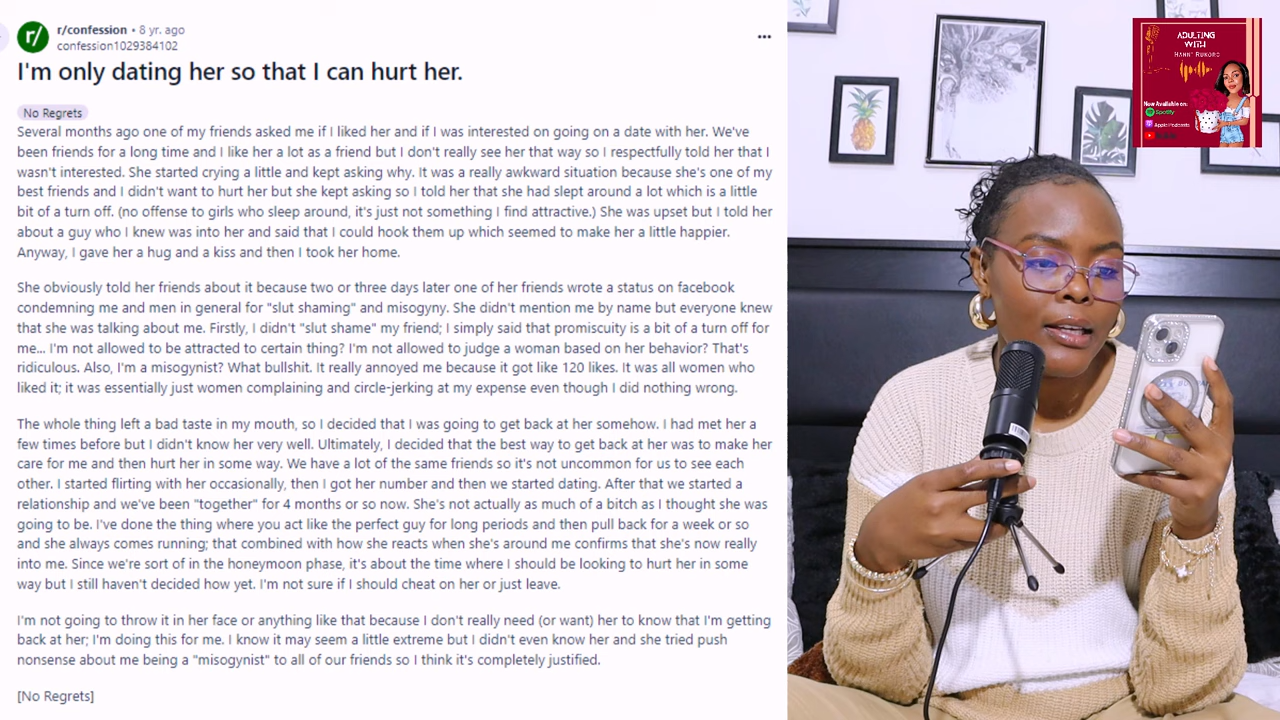 r/confession • 8 yr. ago
confession1029384102
I'm only dating her so that I can hurt her.
No Regrets
Several months ago one of my friends asked me if I liked her and if I was interested on going on a date with her. We've
been friends for a long time and I like her a lot as a friend but I don't really see her that way so I respectfully told her that I
wasn't interested. She started crying a little and kept asking why. It was a really awkward situation because she's one of my
best friends and I didn't want to hurt her but she kept asking so I told her that she had slept around a lot which is a little
bit of a turn off. (no offense to girls who sleep around, it's just not something I find attractive.) She was upset but I told her
about a guy who I knew was into her and said that I could hook them up which seemed to make her a little happier.
Anyway, I gave her a hug and a kiss and then I took her home.
She obviously told her friends about it because two or three days later one of her friends wrote a status on facebook
condemning me and men in general for "slut shaming" and misogyny. She didn't mention me by name but everyone knew
that she was talking about me. Firstly, I didn't "slut shame" my friend; I simply said that promiscuity is a bit of a turn off for
me... I'm not allowed to be attracted to certain thing? I'm not allowed to judge a woman based on her behavior? That's
ridiculous. Also, I'm a misogynist? What bullshit. It really annoyed me because it got like 120 likes. It was all women who
liked it; it was essentially just women complaining and circle-jerking at my expense even though I did nothing wrong.
The whole thing left a bad taste in my mouth, so I decided that I was going to get back at her somehow. I had met her a
few times before but I didn't know her very well. Ultimately, I decided that the best way to get back at her was to make her
care for me and then hurt her in some way. We have a lot of the same friends so it's not uncommon for us to see each
other. I started flirting with her occasionally, then I got her number and then we started dating. After that we started a
relationship and we've been "together" for 4 months or so now. She's not actually as much of a bitch as I thought she was
going to be. I've done the thing where you act like the perfect guy for long periods and then pull back for a week or so
and she always comes running; that combined with how she reacts when she's around me confirms that she's now really
into me. Since we're sort of in the honeymoon phase, it's about the time where I should be looking to hurt her in some
way but I still haven't decided how yet. I'm not sure if I should cheat on her or just leave.
I'm not going to throw it in her face or anything like that because I don't really need (or want) her to know that I'm getting
back at her; I'm doing this for me. I know it may seem a little extreme but I didn't even know her and she tried push
nonsense about me being a "misogynist" to all of our friends so I think it's completely justified.
[No Regrets]
ADULTING
WITH
Now Available on:
Spotify
Apple Podcasts